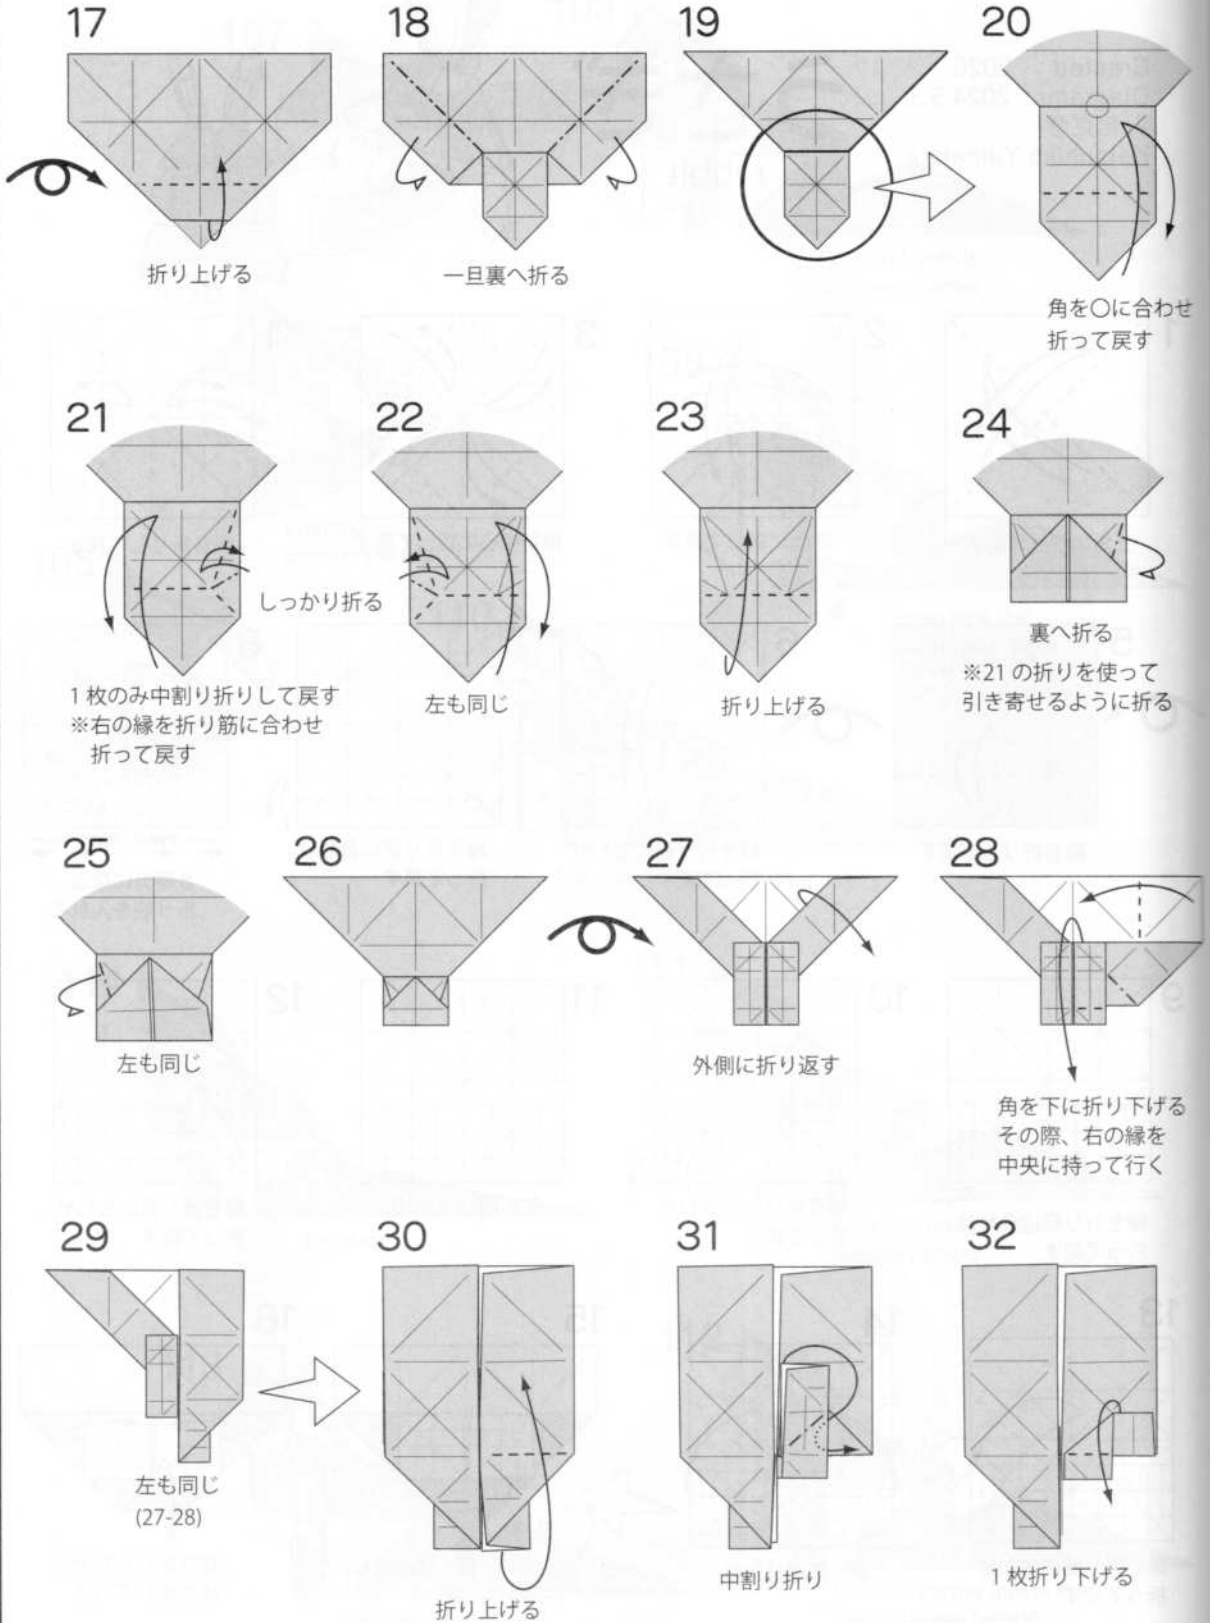 17
18
19
20
折り上げる
一旦裏へ折る
角を〇に合わせ
折って戻す
21
22
23
24
しっかり折る
1枚のみ中割り折りして戻す
※右の縁を折り筋に合わせ
折って戻す
左も同じ
折り上げる
裏へ折る
※21 の折りを使って
引き寄せるように折る
25
26
27
28
左も同じ
外側に折り返す
角を下に折り下げる
その際、右の縁を
中央に持って行く
29
30
31
32
左も同じ
(27-28)
折り上げる
中割り折り
1枚折り下げる